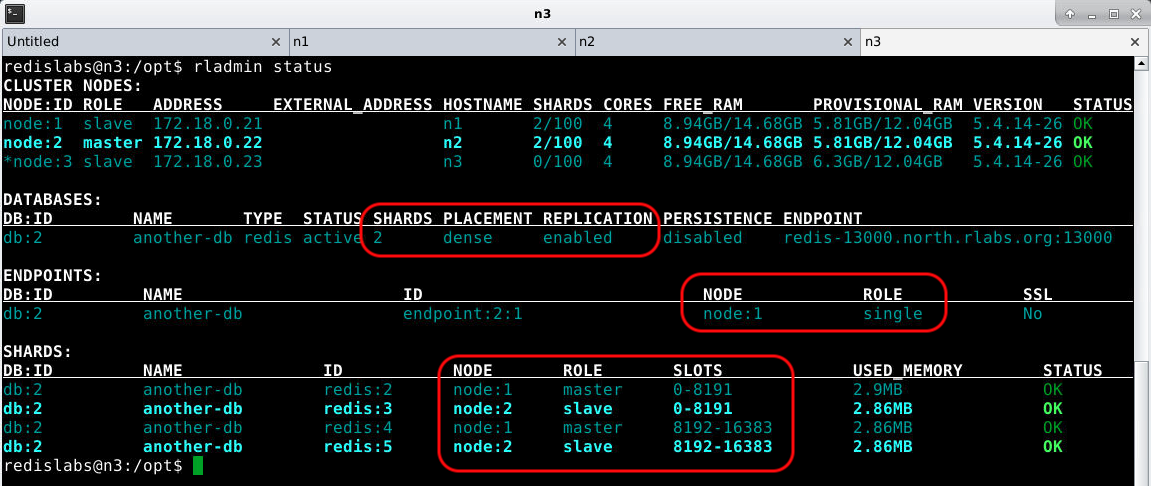 n3
Untitled n1 n2 n3
redislabs@n3:/opt$ rladmin status
CLUSTER NODES:
NODE:ID ROLE ADDRESS EXTERNAL_ADDRESS HOSTNAME SHARDS CORES FREE_RAM PROVISIONAL_RAM VERSION STATUS
node:1 slave 172.18.0.21 n1 2/100 4 8.94GB/14.68GB 5.81GB/12.04GB 5.4.14-26 OK
node:2 master 172.18.0.22 n2 2/100 4 8.94GB/14.68GB 5.81GB/12.04GB 5.4.14-26 OK
*node:3 slave 172.18.0.23 n3 0/100 4 8.94GB/14.68GB 6.3GB/12.04GB 5.4.14-26 OK
DATABASES:
DB:ID NAME TYPE STATUS SHARDS PLACEMENT REPLICATION PERSISTENCE ENDPOINT
db:2 another-db redis active 2 dense enabled disabled redis-13000.north.rlabs.org:13000
ENDPOINTS:
DB:ID NAME ID NODE ROLE SSL
db:2 another-db endpoint:2:1 node:1 single No
SHARDS:
DB:ID NAME ID NODE ROLE SLOTS USED_MEMORY STATUS
db:2 another-db redis:2 node:1 master 0-8191 2.9MB OK
db:2 another-db redis:3 node:2 slave 0-8191 2.86MB OK
db:2 another-db redis:4 node:1 master 8192-16383 2.86MB OK
db:2 another-db redis:5 node:2 slave 8192-16383 2.86MB OK
redislabs@n3:/opt$